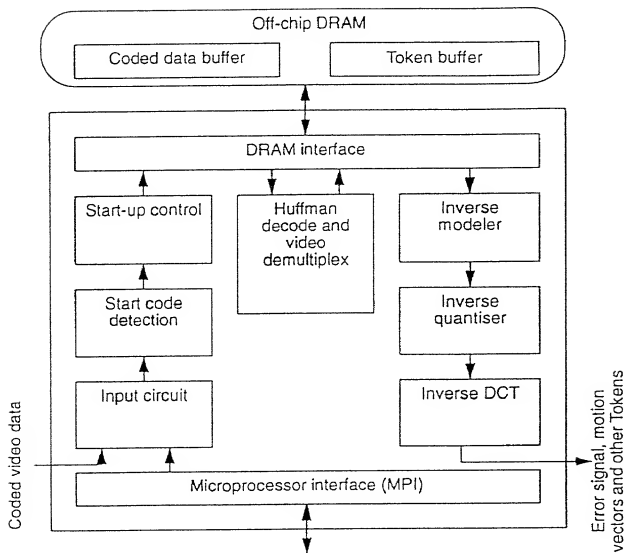 Off-chip DRAM
Coded data buffer
Token buffer
DRAM interface
Start-up control
Huffman
decode and
video
demultiplex
Inverse
modeler
Start code
detection
Inverse
quantiser
Input circuit
Inverse DCT
Coded video data
Error signal, motion
vectors and other Tokens
Microprocessor interface (MPI)